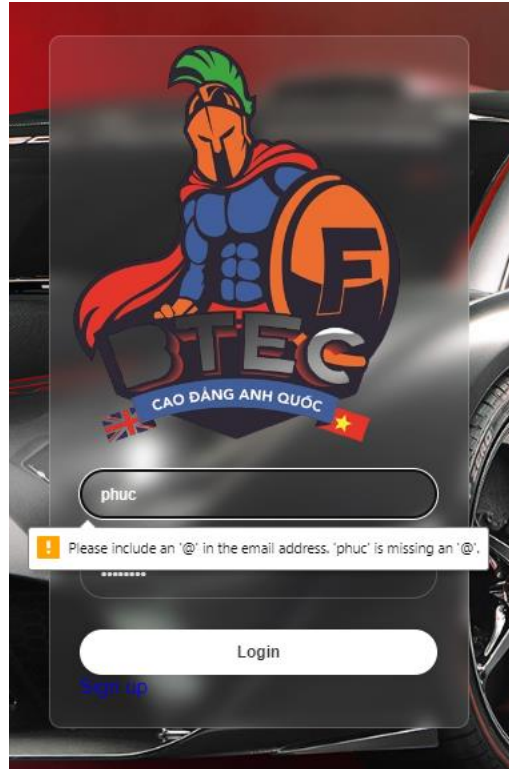 F
BTEC
CAO ĐẲNG ANH QUỐC
phuc
Please include an '@' in the email address. 'phuc' is missing an '@'.
Login
Sign up